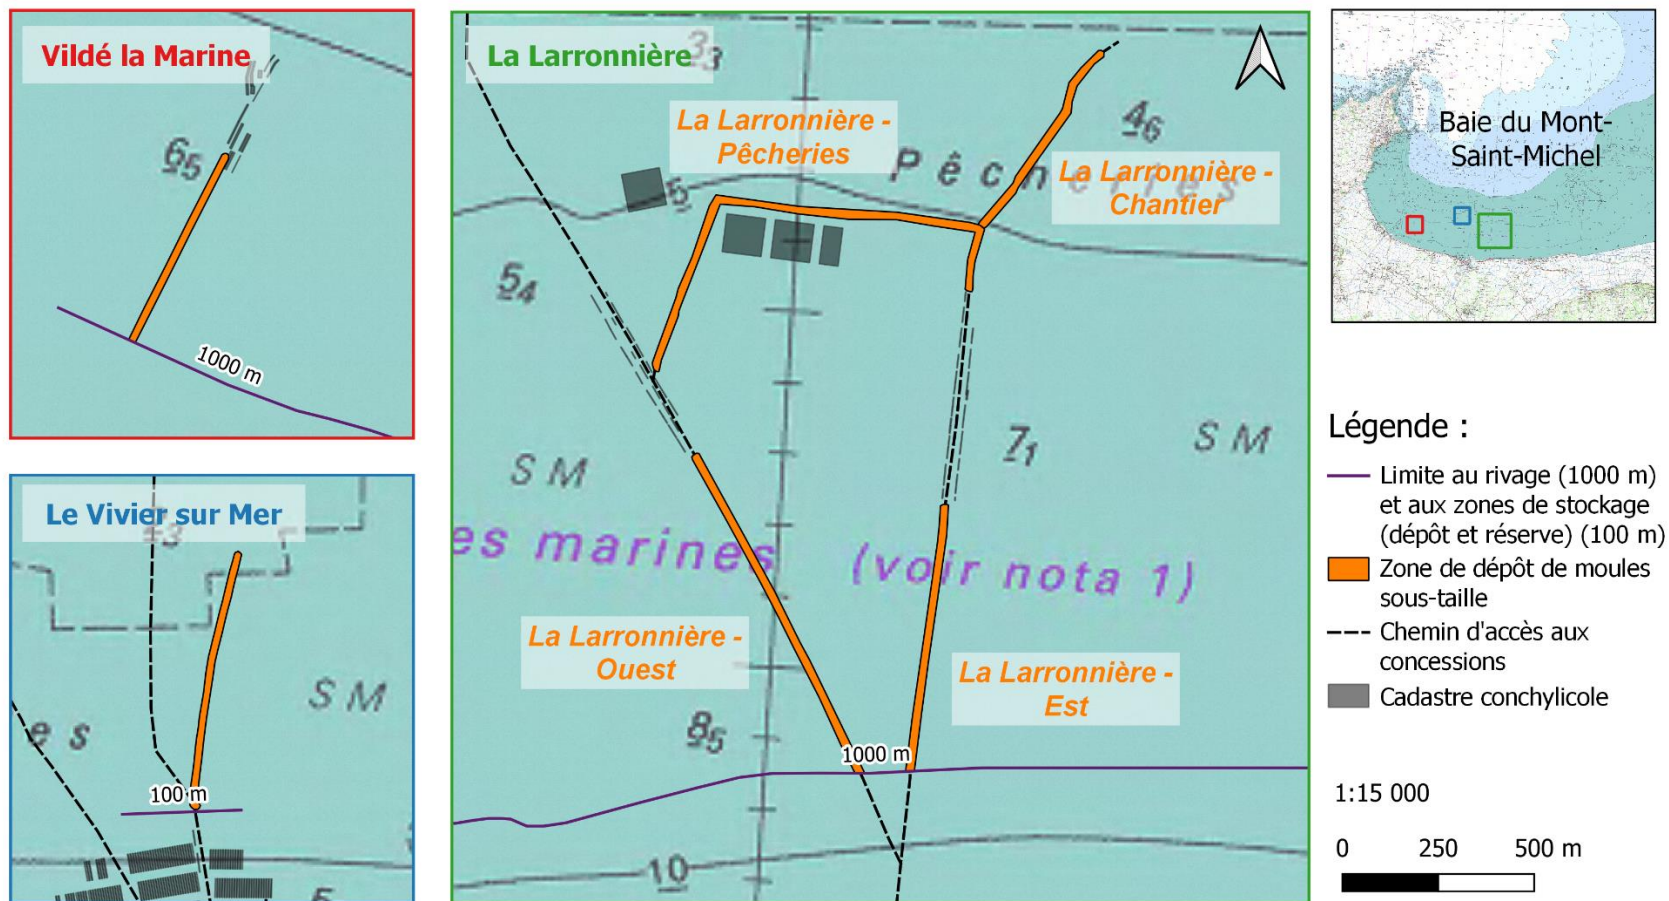 Vildé la Marine
6₅
1000 m
Le Vivier sur Mer
S M
e s
100 m
5
La Larronnière
3₃
La Larronnière -
Pêcheries
4₆
P ê c h e r i e s
La Larronnière -
Chantier
5
5₄
7₁
S M
S M
es marines (voir nota 1)
La Larronnière -
Ouest
La Larronnière -
Est
8₅
1000 m
10
Baie du Mont-
Saint-Michel
Légende :
Limite au rivage (1000 m)
et aux zones de stockage
(dépôt et réserve) (100 m)
Zone de dépôt de moules
sous-taille
Chemin d'accès aux
concessions
Cadastre conchylicole
1:15 000
0 250 500 m